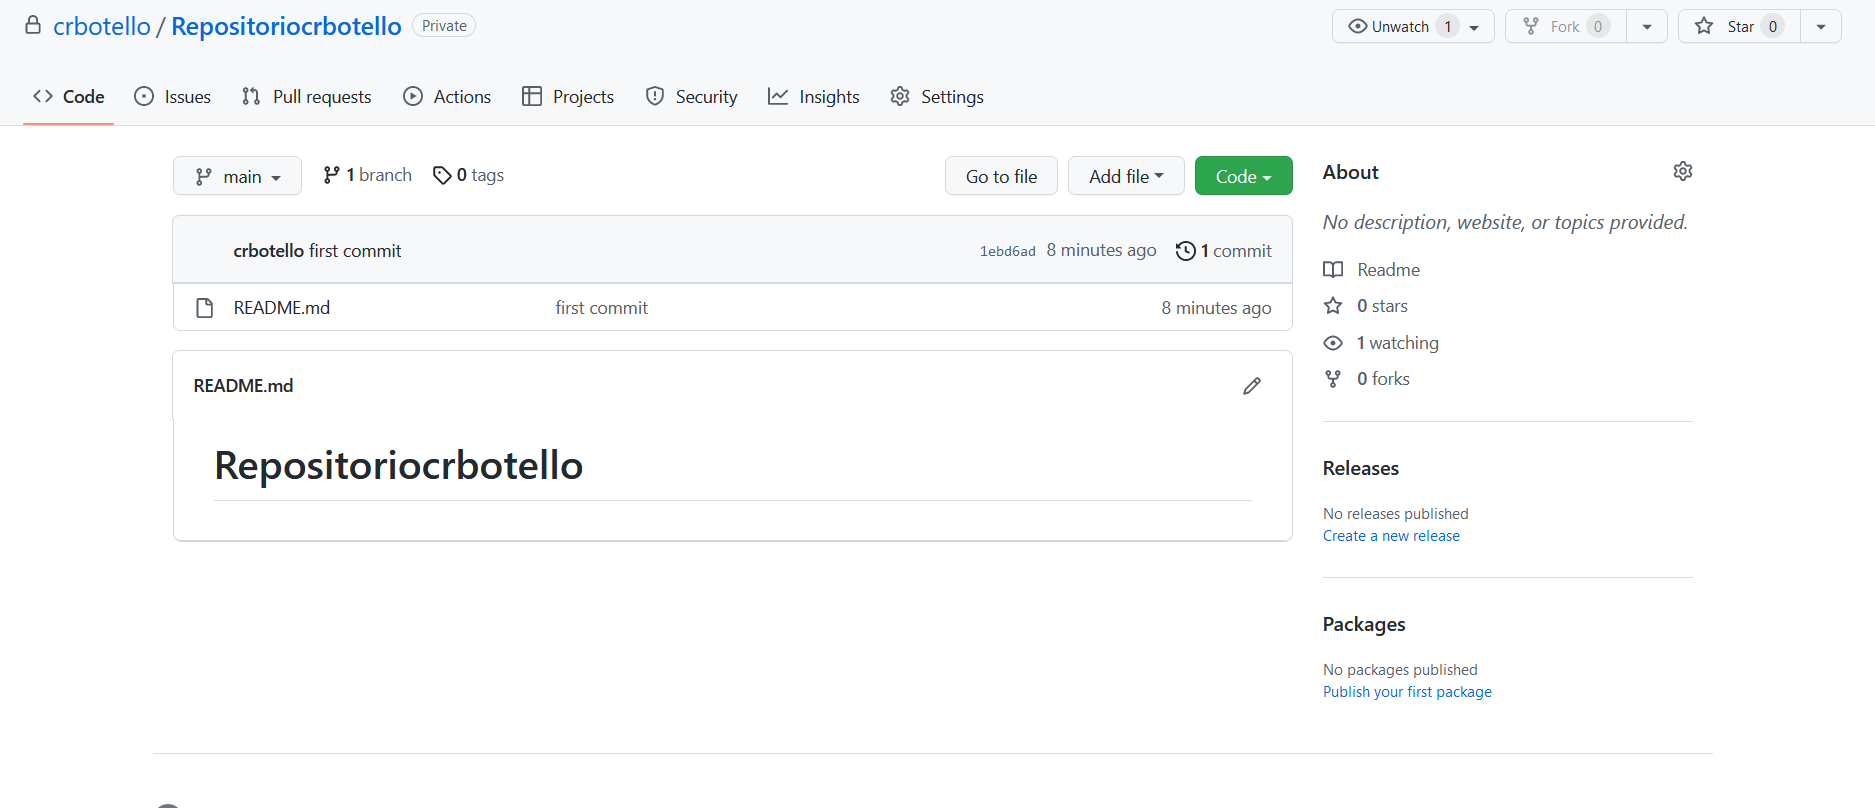 crbotello / Repositoriocrbotello Private
Unwatch 1 Fork 0 Star 0
Code Issues Pull requests Actions Projects Security Insights Settings
main 1 branch 0 tags Go to file Add file Code
crbotello first commit 1ebd6ad 8 minutes ago 1 commit
README.md first commit 8 minutes ago
README.md
Repositoriocrbotello
About
No description, website, or topics provided.
Readme
0 stars
1 watching
0 forks
Releases
No releases published
Create a new release
Packages
No packages published
Publish your first package